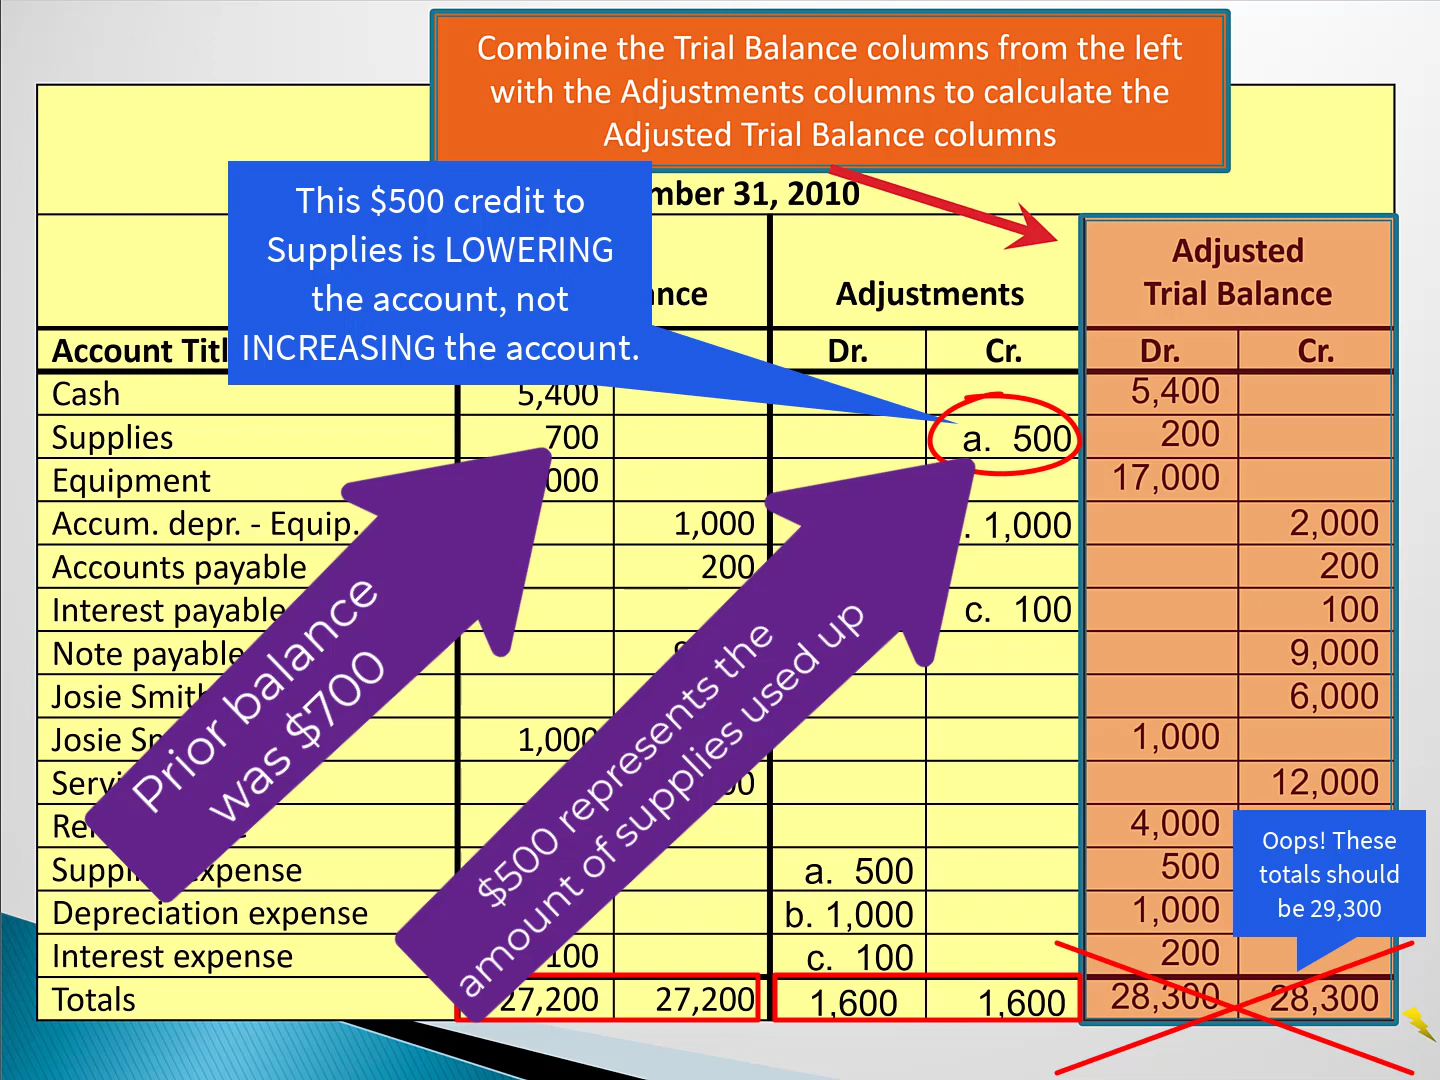 Combine the Trial Balance columns from the left
with the Adjustments columns to calculate the
Adjusted Trial Balance columns
31, 2010
This $500 credit to
Supplies is LOWERING
the account, not
INCREASING the account.
Adjustments
Adjusted
Trial Balance
Account
Dr. Cr. Dr. Cr.
Cash 5,400 5,400
Supplies 700 a. 500 200
Equipment 17,000
Accum. depr. - Equip. 1,000 1,000 2,000
Accounts payable 200 200
Interest payable c. 100 100
Note payable 9,000
Josie 6,000
Josie 1,000 1,000
12,000
4,000
expense a. 500 500
Depreciation expense b. 1,000 1,000
Interest expense 100 c. 100 200
Totals 27,200 27,200 1,600 1,600 28,300 28,300
Prior balance
was $700
$500 represents the
amount of supplies used up
Oops! These
totals should
be 29,300